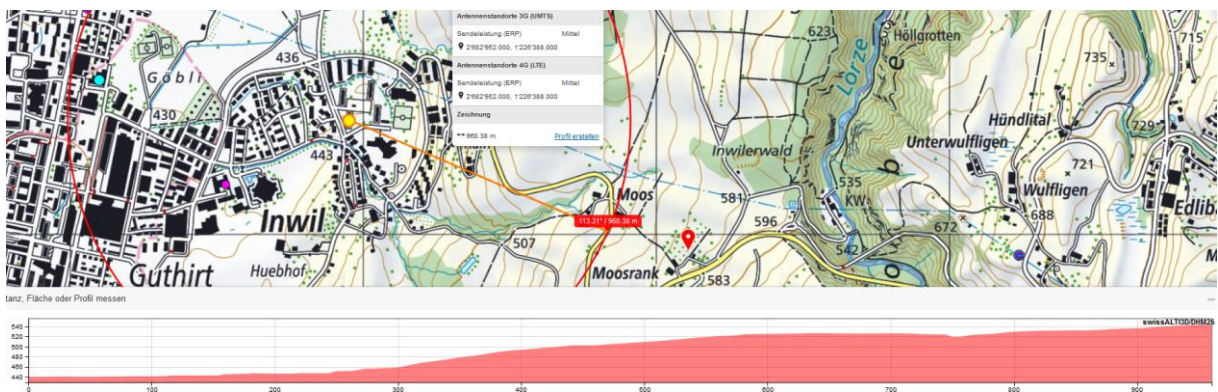 Antennenstandorte 3G (UMTS)
Sendeleistung (ERP) Mittel
2'682'952.000, 1'226'388.000
Antennenstandorte 4G (LTE)
Sendeleistung (ERP) Mittel
2'682'952.000, 1'226'388.000
Zeichnung
960.38 m Profil erstellen
623
Höllgrotten
735
715
436
Göbli
430
Lorze
Hündlital
729
Inwilerwald
Unterwulfligen
443
721
Moos
535
Wulfligen
581
KW
688
Edliba
113.31° / 960.38 m
596
Inwil
672
507
542
Guthirt
Huebhof
Moosrank
583
tanz, Fläche oder Profil messen
swissALTI3D/DHM25
540
520
500
480
460
440
0 100 200 300 400 500 600 700 800 900